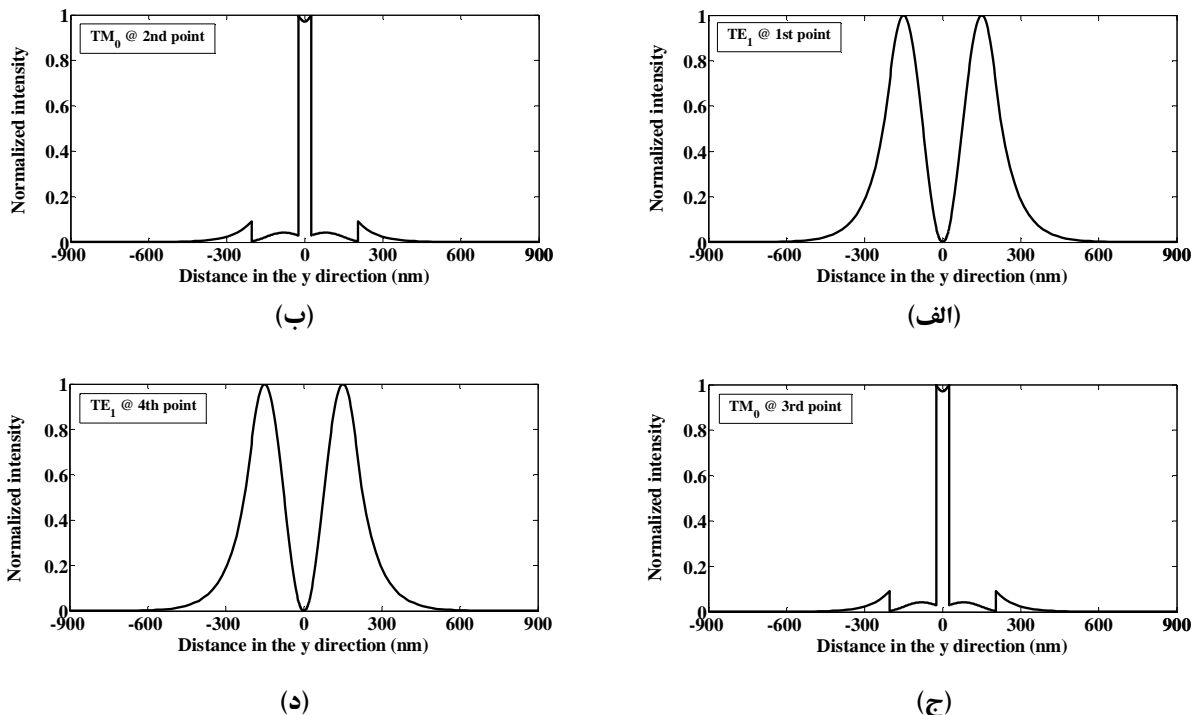 TM0 @ 2nd point
Normalized intensity
1
0.8
0.6
0.4
0.2
0
-900 -600 -300 0 300 600 900
Distance in the y direction (nm)
(ب)
TE1 @ 1st point
Normalized intensity
1
0.8
0.6
0.4
0.2
0
-900 -600 -300 0 300 600 900
Distance in the y direction (nm)
(الف)
TE1 @ 4th point
Normalized intensity
1
0.8
0.6
0.4
0.2
0
-900 -600 -300 0 300 600 900
Distance in the y direction (nm)
(د)
TM0 @ 3rd point
Normalized intensity
1
0.8
0.6
0.4
0.2
0
-900 -600 -300 0 300 600 900
Distance in the y direction (nm)
(ج)